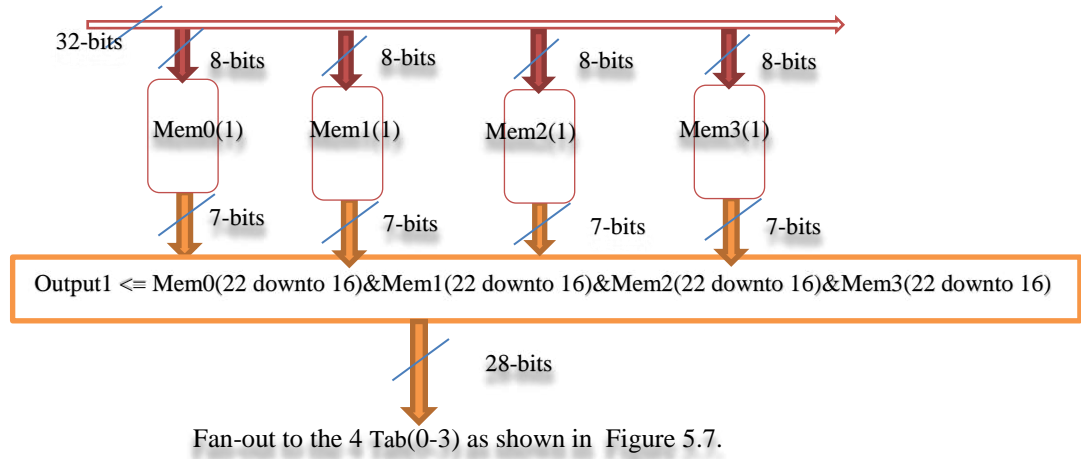 32-bits
8-bits 8-bits 8-bits 8-bits
Mem0(1) Mem1(1) Mem2(1) Mem3(1)
7-bits 7-bits 7-bits 7-bits
Output1 <= Mem0(22 downto 16)&Mem1(22 downto 16)&Mem2(22 downto 16)&Mem3(22 downto 16)
28-bits
Fan-out to the 4 Tab(0-3) as shown in Figure 5.7.